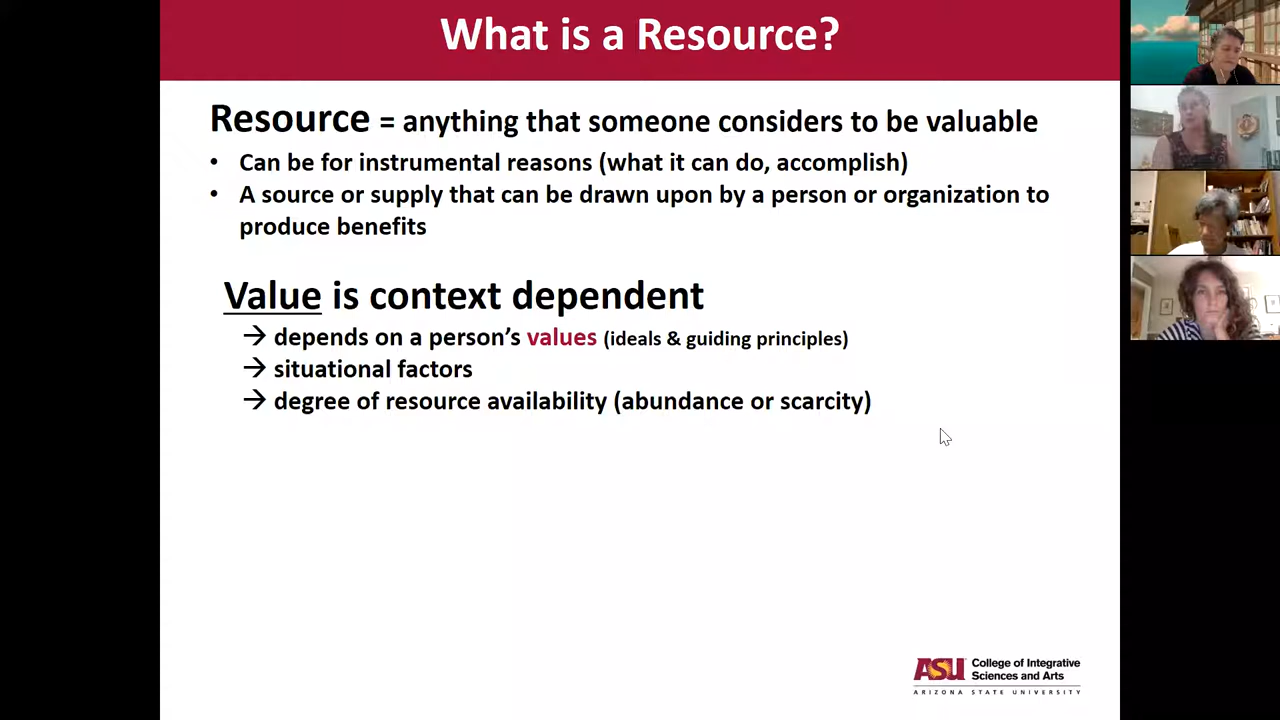 What is a Resource?
Resource = anything that someone considers to be valuable
• Can be for instrumental reasons (what it can do, accomplish)
• A source or supply that can be drawn upon by a person or organization to
produce benefits
Value is context dependent
→ depends on a person's values (ideals & guiding principles)
→ situational factors
→ degree of resource availability (abundance or scarcity)
ASU College of Integrative
Sciences and Arts
ARIZONA STATE UNIVERSITY